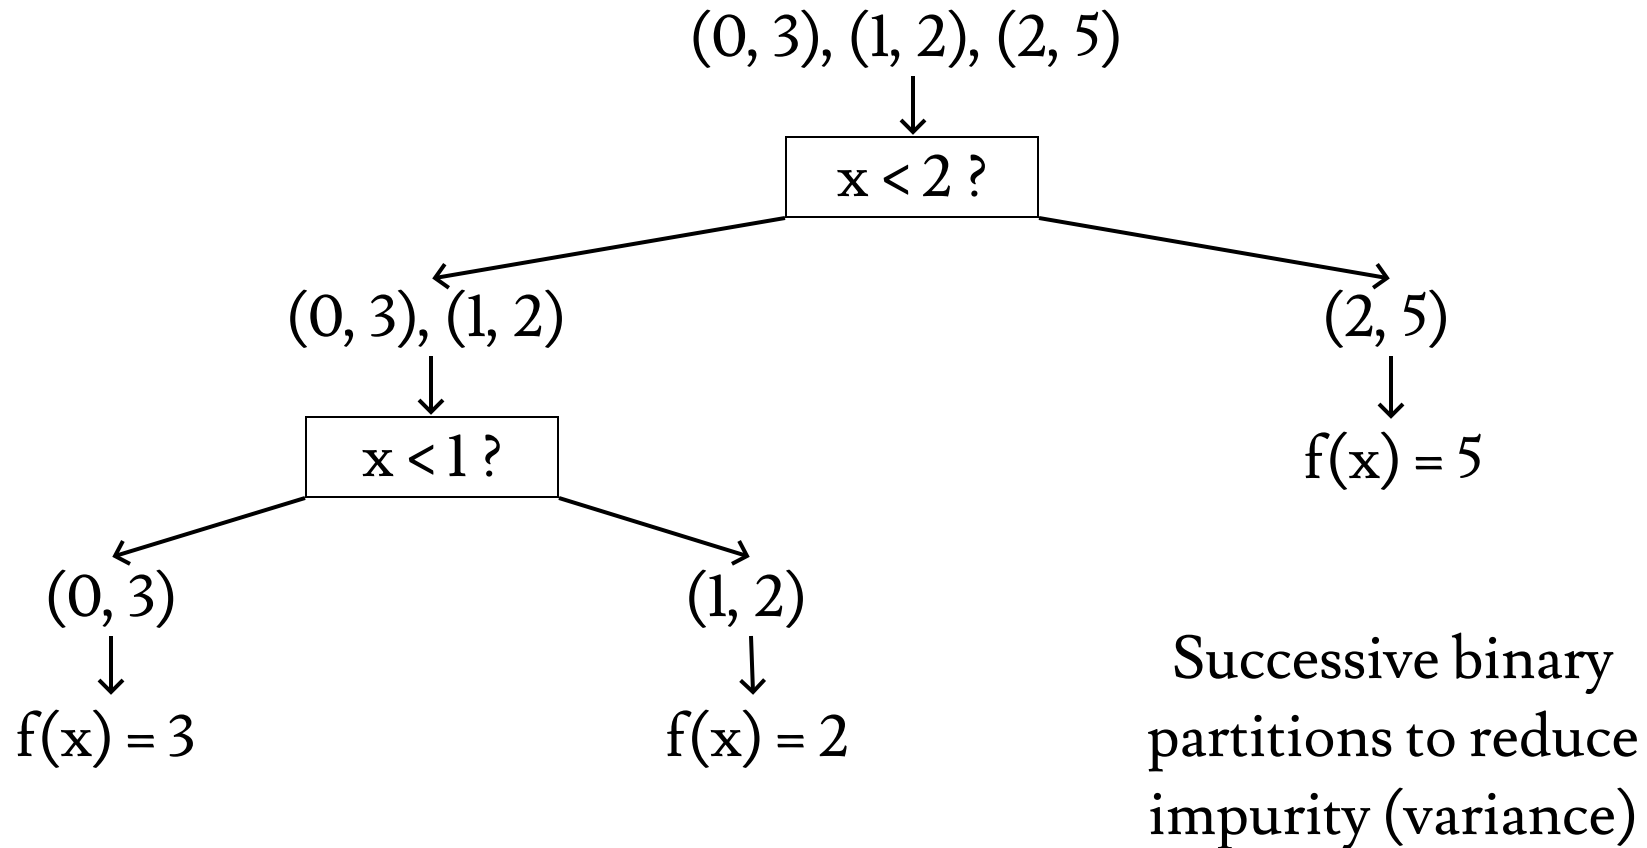 (0, 3), (1, 2), (2, 5)
x < 2 ?
(0, 3), (1, 2)
(2, 5)
x < 1 ?
f(x) = 5
(0, 3)
(1, 2)
f(x) = 3
f(x) = 2
Successive binary
partitions to reduce
impurity (variance)